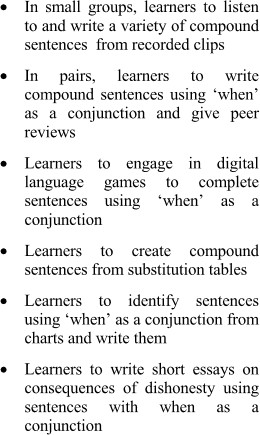 • In small groups, learners to listen
to and write a variety of compound
sentences from recorded clips
• In pairs, learners to write
compound sentences using ‘when’
as a conjunction and give peer
reviews
• Learners to engage in digital
language games to complete
sentences using ‘when’ as a
conjunction
• Learners to create compound
sentences from substitution tables
• Learners to identify sentences
using ‘when’ as a conjunction from
charts and write them
• Learners to write short essays on
consequences of dishonesty using
sentences with when as a
conjunction